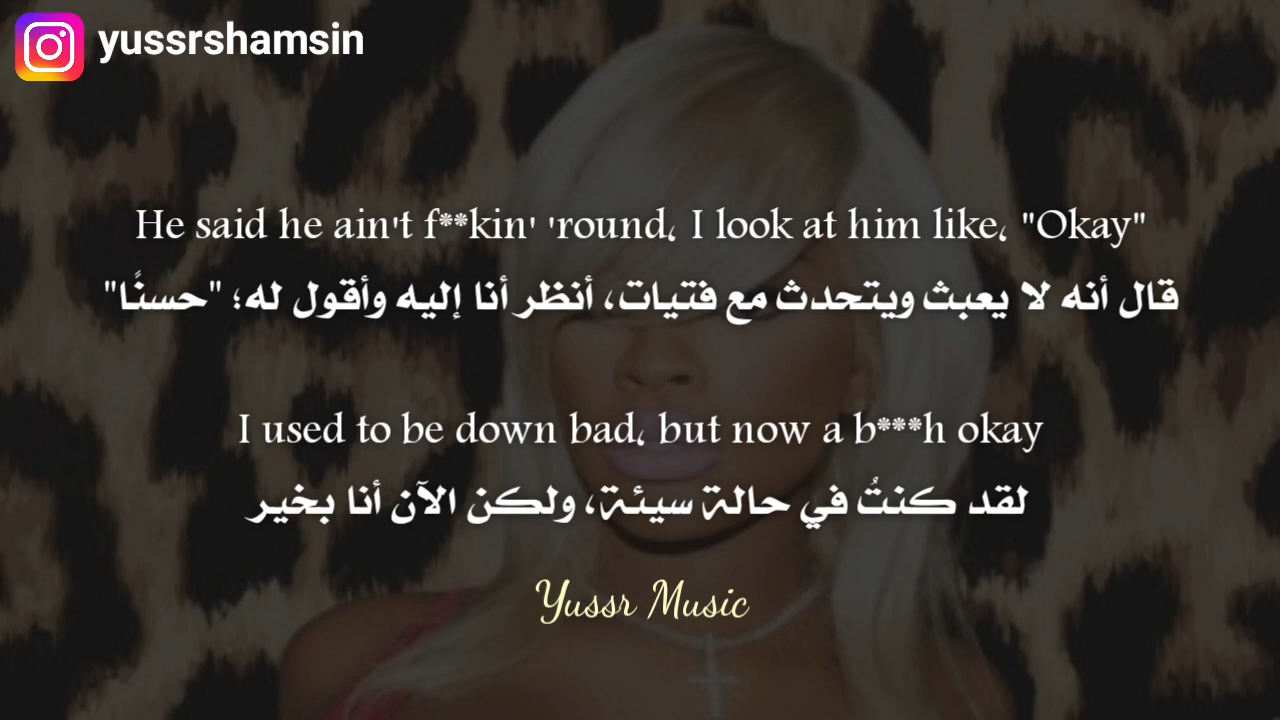 yussrshamsin
He said he ain't f**kin' 'round، I look at him like، "Okay"
قال أنه لا يعبث ويتحدث مع فتيات، أنظر أنا إليه وأقول له؛ "حسنًا"
I used to be down bad، but now a b***h okay
لقد كنتُ في حالة سيئة، ولكن الآن أنا بخير
Yussr Music